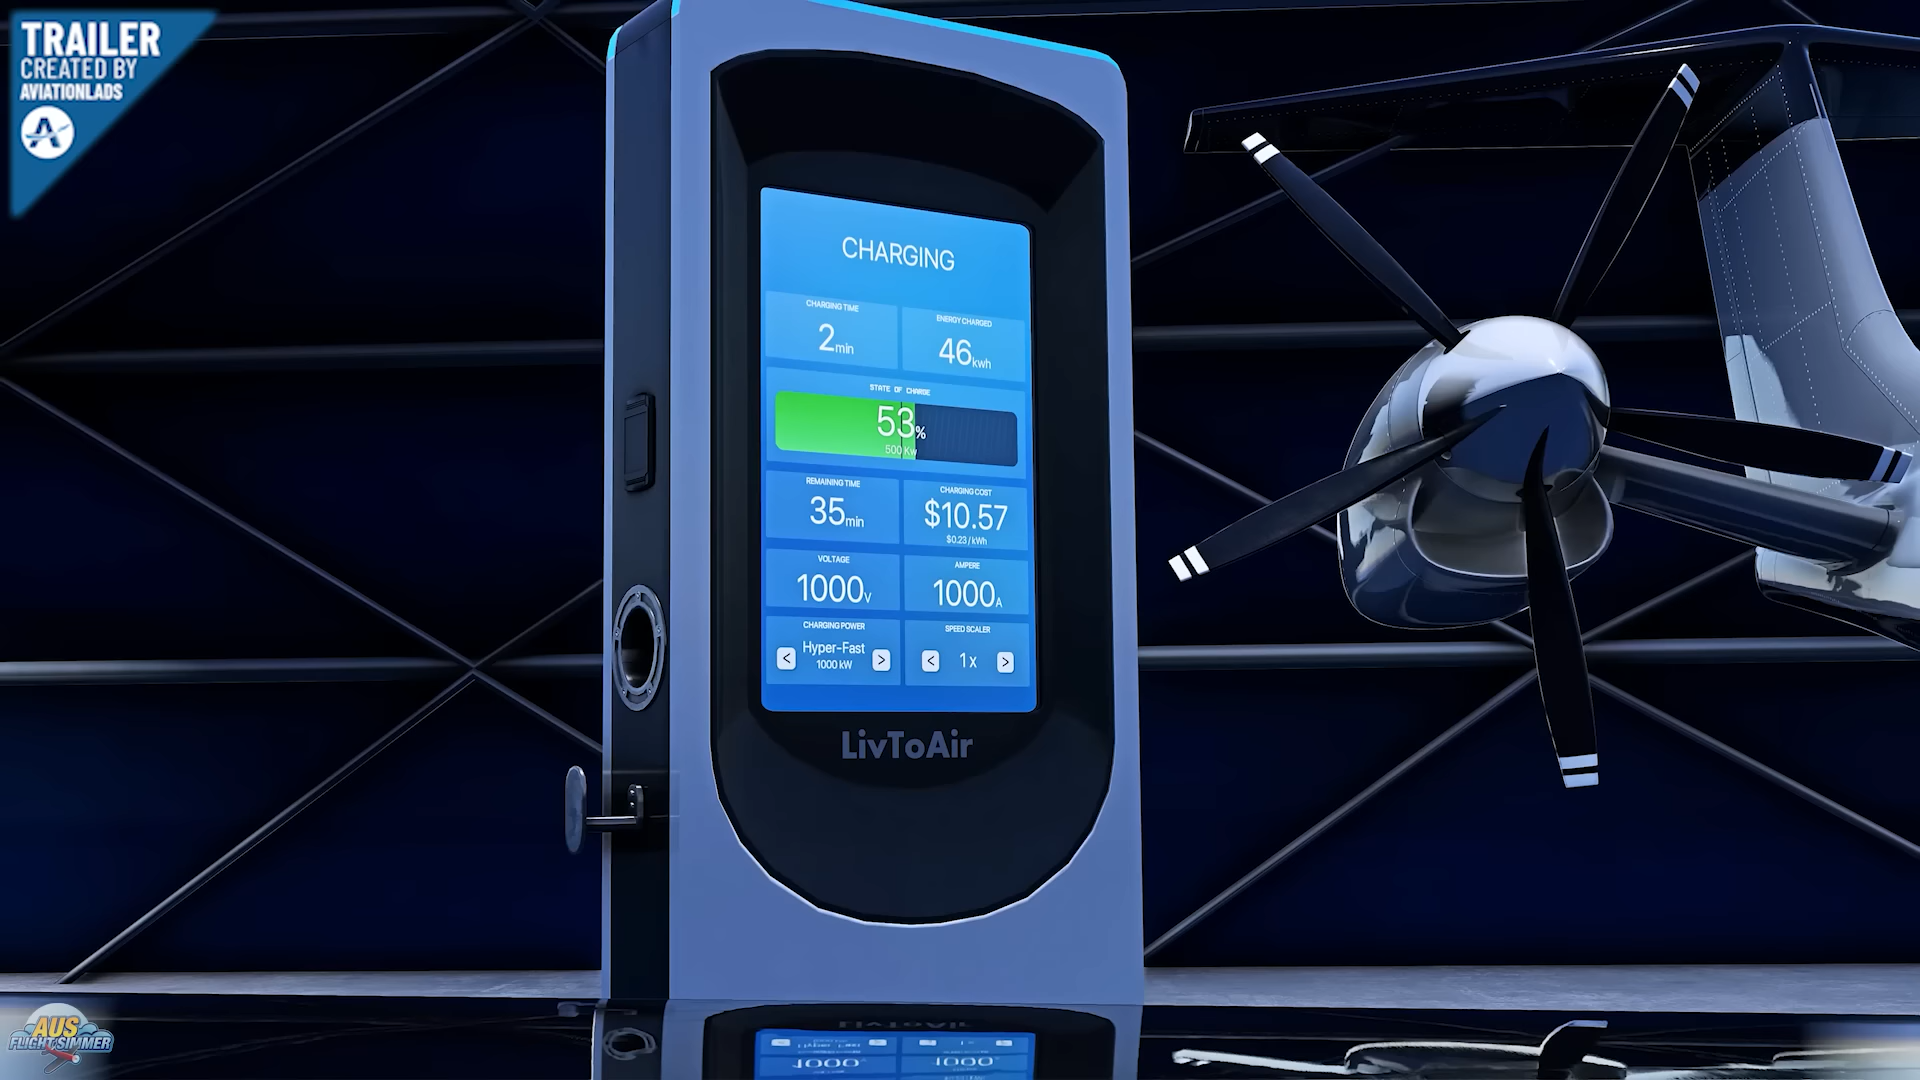 TRAILER
CREATED BY
AVIATIONLADS
CHARGING
CHARGING TIME
2min
ENERGY CHARGED
46kwh
STATE OF CHARGE
53%
500 Kw
REMAINING TIME
35min
CHARGING COST
$10.57
$0.23 / kWh
VOLTAGE
1000V
AMPERE
1000A
CHARGING POWER
< Hyper-Fast >
1000 kW
SPEED SCALER
< 1x >
LivToAir
AUS
FLIGHTSIMMER